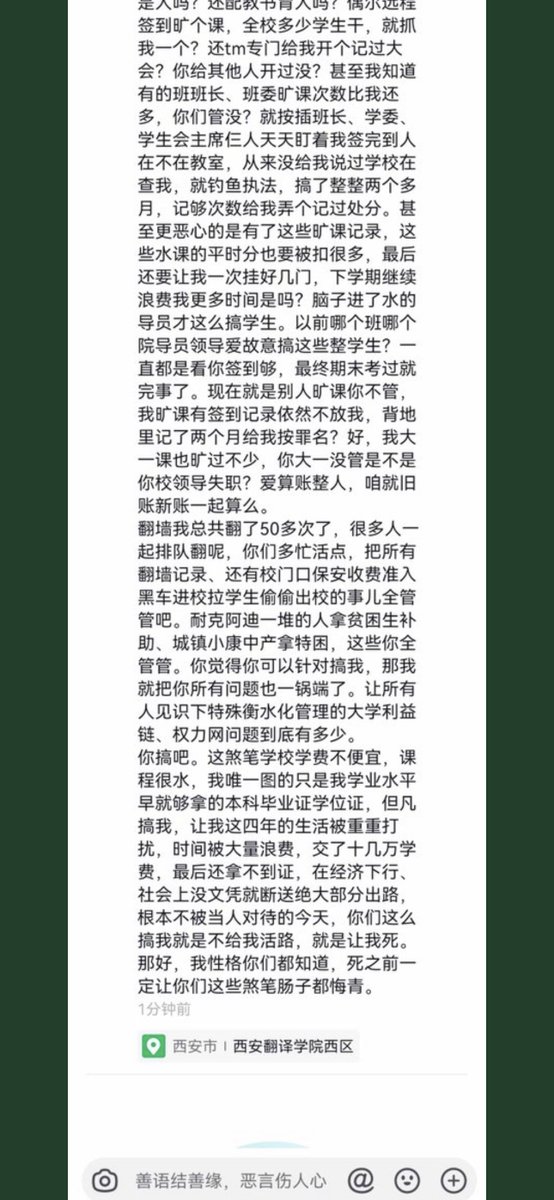 是人吗？还配教书育人吗？偶尔远程
签到旷个课，全校多少学生干，就抓
我一个？还tm专门给我开个记过大
会？你给其他人开过没？甚至我知道
有的班班长、班委旷课次数比我还
多，你们管没？就按插班长、学委、
学生会主席仨人天天盯着我签完到人
在不在教室，从来没给我说过学校在
查我，就钓鱼执法，搞了整整两个多
月，记够次数给我弄个记过处分。甚
至更恶心的是有了这些旷课记录，这
些水课的平时分也要被扣很多，最后
还要让我一次挂好几门，下学期继续
浪费我更多时间是吗？脑子进了水的
导员才这么搞学生。以前哪个班哪个
院导员领导爱故意搞这些整学生？一
直都是看你签到够，最终期末考过就
完事了。现在就是别人旷课你不管，
我旷课有签到记录依然不放我，背地
里记了两个月给我按罪名？好，我大
一课也旷过不少，你大一没管是不是
你校领导失职？爱算账整人，咱就旧
账新账一起算么。
翻墙我总共翻了50多次了，很多人一
起排队翻呢，你们多忙活点，把所有
翻墙记录、还有校门口保安收费准入
黑车进校拉学生偷偷出校的事儿全管
管吧。耐克阿迪一堆的人拿贫困生补
助、城镇小康中产拿特困，这些你全
管管。你觉得你可以针对搞我，那我
就把你所有问题也一锅端了。让所有
人见识下特殊衡水化管理的大学利益
链、权力网问题到底有多少。
你搞吧。这煞笔学校学费不便宜，课
程很水，我唯一图的只是我学业水平
早就够拿的本科毕业证学位证，但凡
搞我，让我这四年的生活被重重打
扰，时间被大量浪费，交了十几万学
费，最后还拿不到证，在经济下行、
社会上没文凭就断送绝大部分出路，
根本不被当人对待的今天，你们这么
搞我就是不给我活路，就是让我死。
那好，我性格你们都知道，死之前一
定让你们这些煞笔肠子都悔青。
1分钟前
西安市 | 西安翻译学院西区
善语结善缘，恶言伤人心